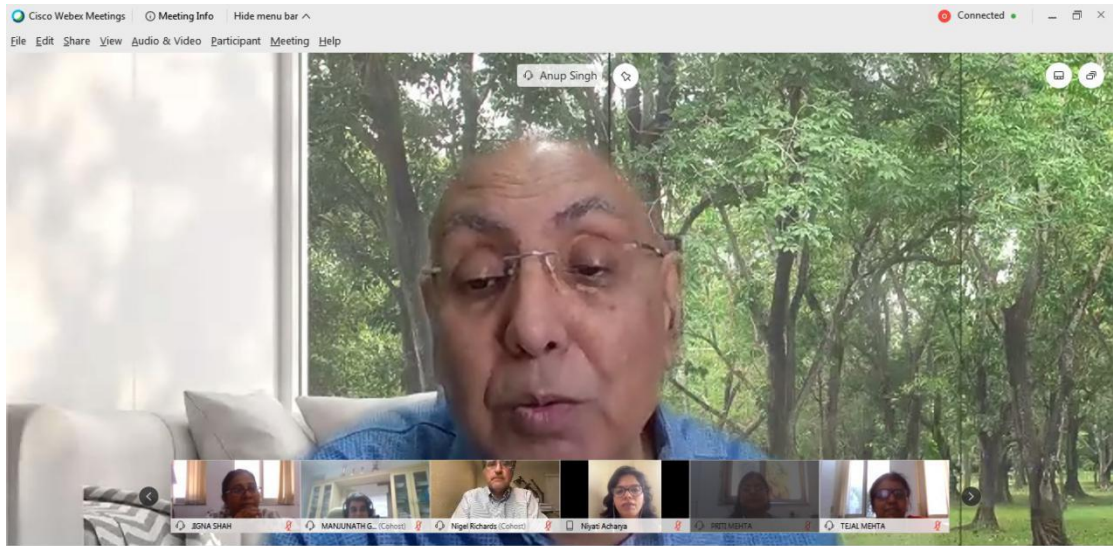 Cisco Webex Meetings Meeting Info Hide menu bar Connected
File Edit Share View Audio & Video Participant Meeting Help
Anup Singh
JIGNA SHAH MANJUNATH G... (Cohost) Nigel Richards (Cohost) Niyati Acharya PRITI MEHTA TEJAL MEHTA